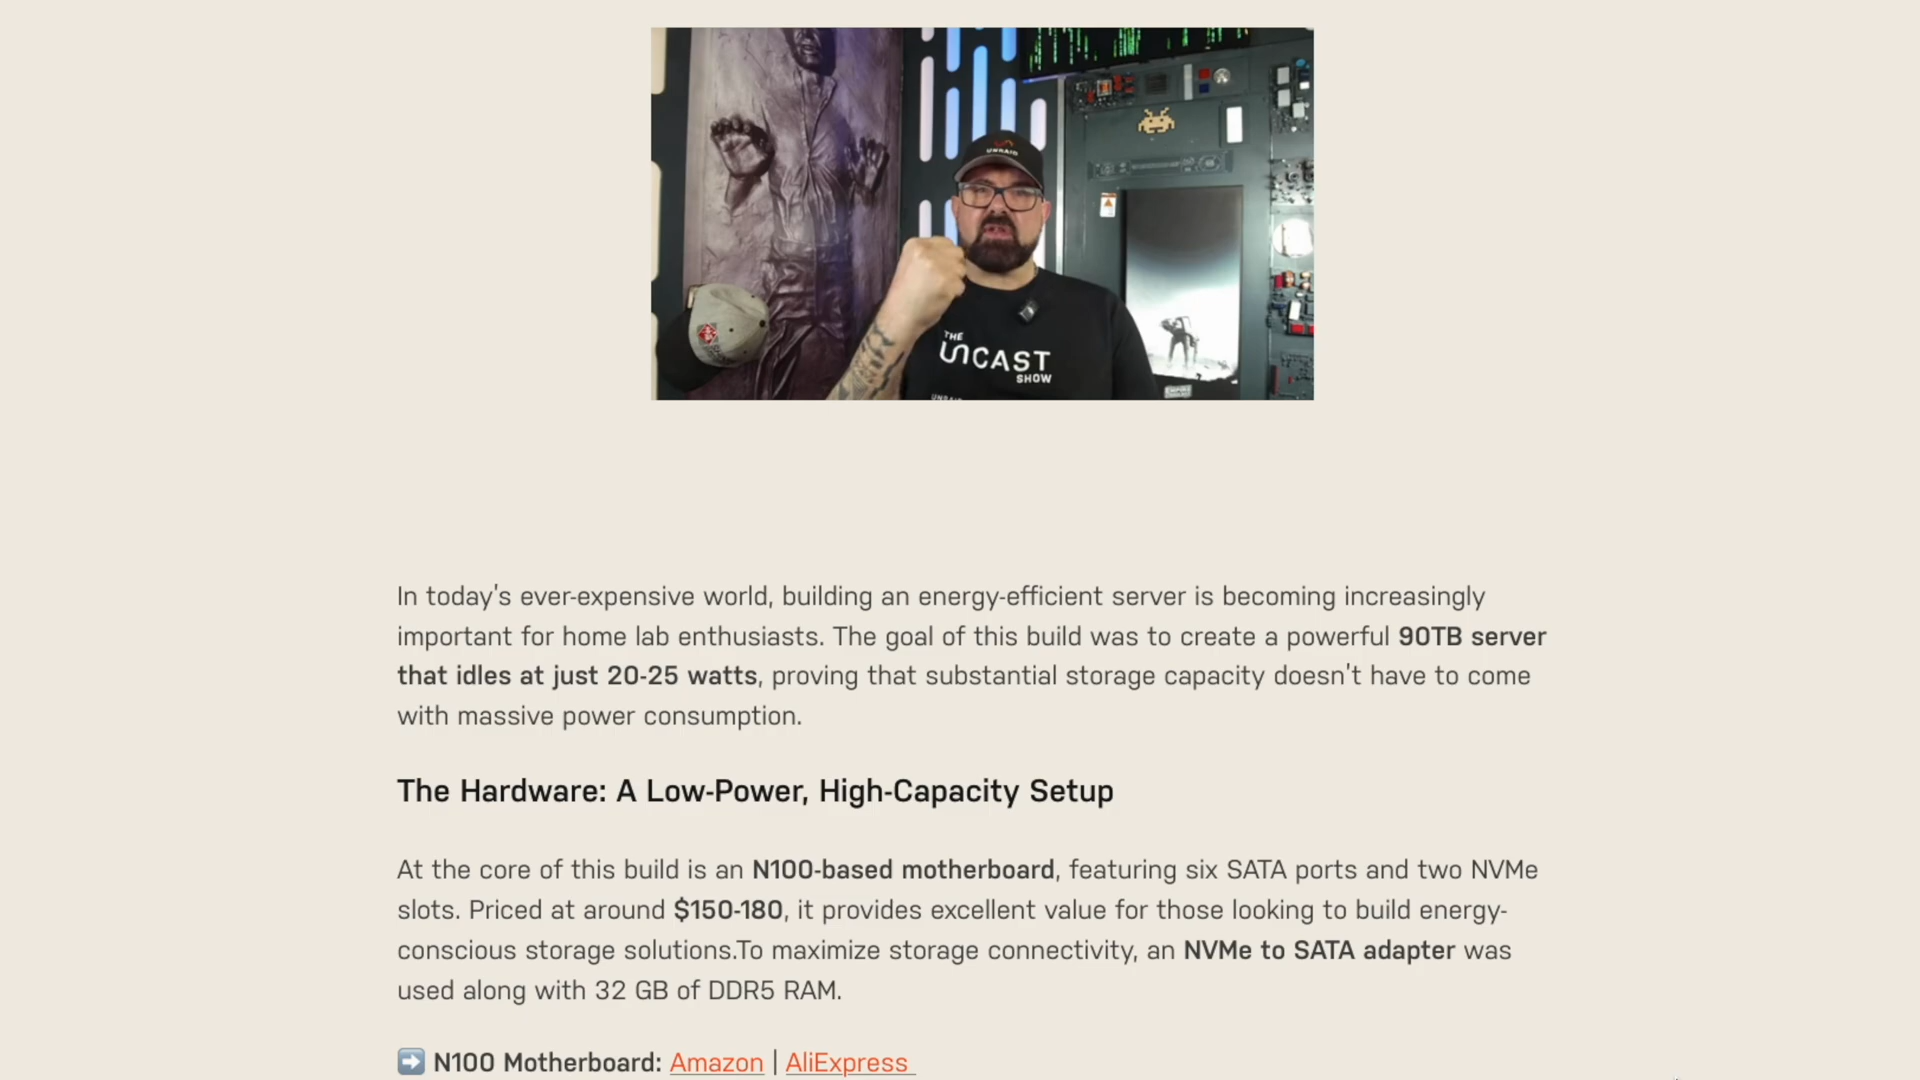 UNRAID
THE
UNCAST
SHOW
In today's ever-expensive world, building an energy-efficient server is becoming increasingly
important for home lab enthusiasts. The goal of this build was to create a powerful 90TB server
that idles at just 20-25 watts, proving that substantial storage capacity doesn't have to come
with massive power consumption.
The Hardware: A Low-Power, High-Capacity Setup
At the core of this build is an N100-based motherboard, featuring six SATA ports and two NVMe
slots. Priced at around $150-180, it provides excellent value for those looking to build energy-
conscious storage solutions.To maximize storage connectivity, an NVMe to SATA adapter was
used along with 32 GB of DDR5 RAM.
➡️ N100 Motherboard: Amazon | AliExpress